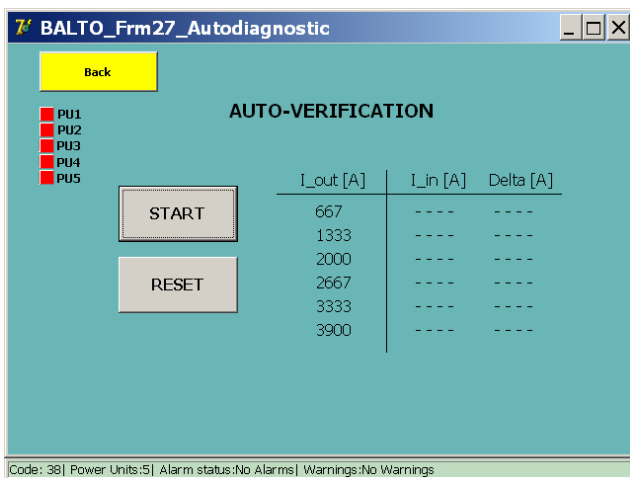 BALTO_Frm27_Autodiagnostic
Back
PU1
PU2
PU3
PU4
PU5
AUTO-VERIFICATION
I_out [A] I_in [A] Delta [A]
START
RESET
667 ---- ----
1333 ---- ----
2000 ---- ----
2667 ---- ----
3333 ---- ----
3900 ---- ----
Code: 38| Power Units:5| Alarm status:No Alarms| Warnings:No Warnings